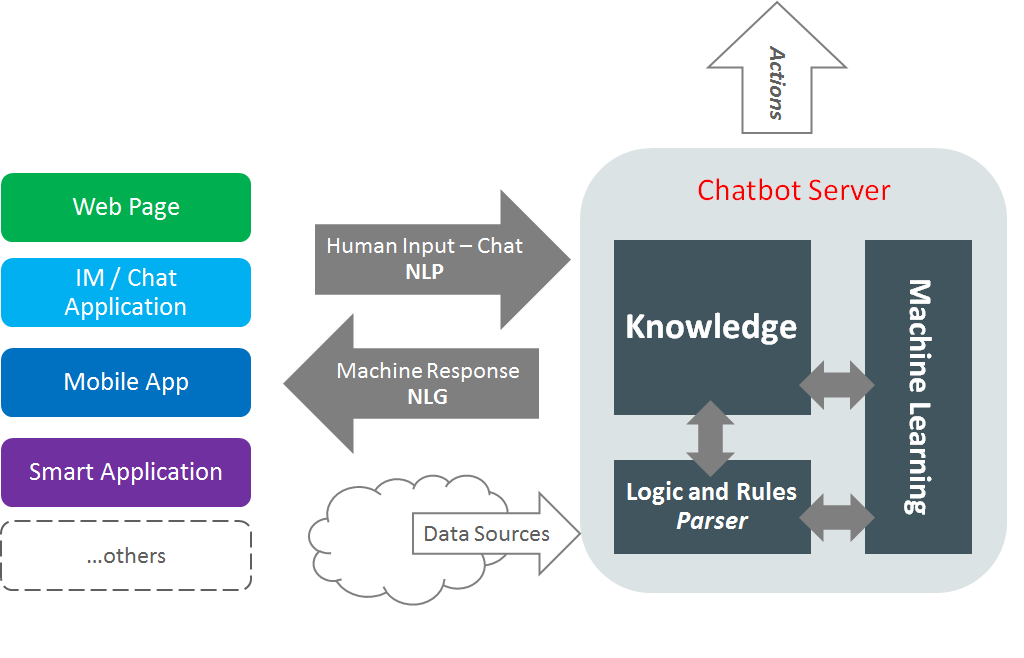 Actions
Chatbot Server
Web Page
IM / Chat
Application
Mobile App
Smart Application
...others
Human Input – Chat
NLP
Machine Response
NLG
Data Sources
Knowledge
Logic and Rules
Parser
Machine Learning